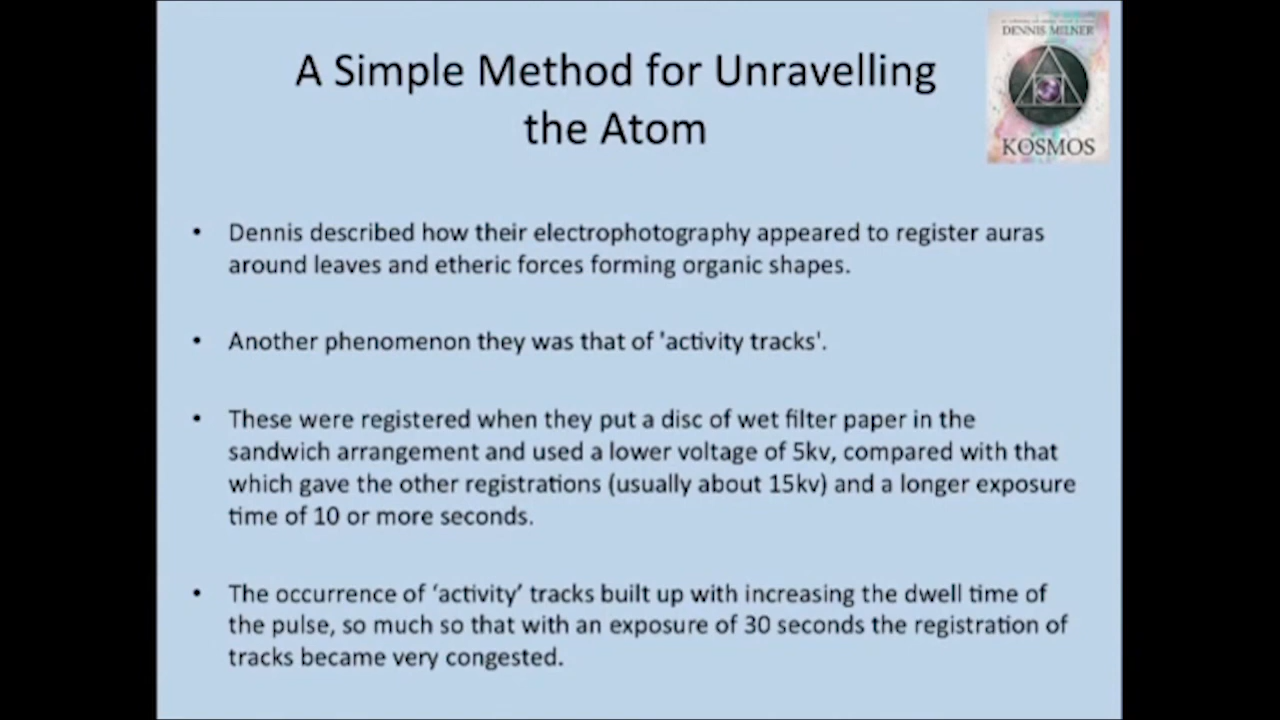 A Simple Method for Unravelling
the Atom
DENNIS MILNER
KOSMOS
• Dennis described how their electrophotography appeared to register auras
around leaves and etheric forces forming organic shapes.
• Another phenomenon they was that of 'activity tracks'.
• These were registered when they put a disc of wet filter paper in the
sandwich arrangement and used a lower voltage of 5kv, compared with that
which gave the other registrations (usually about 15kv) and a longer exposure
time of 10 or more seconds.
• The occurrence of ‘activity’ tracks built up with increasing the dwell time of
the pulse, so much so that with an exposure of 30 seconds the registration of
tracks became very congested.